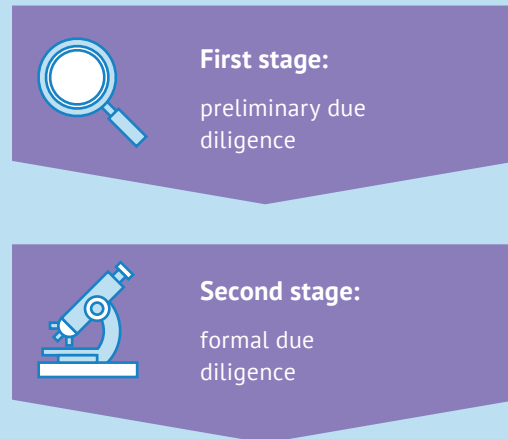 First stage:
preliminary due
diligence
Second stage:
formal due
diligence